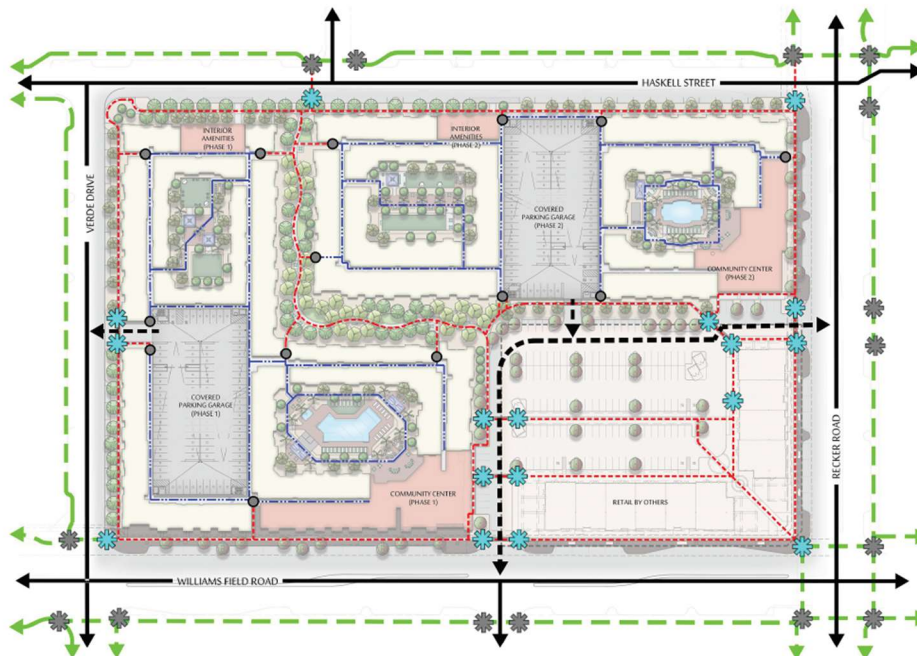 HASKELL STREET
INTERIOR
AMENITIES
(PHASE 1)
INTERIOR
AMENITIES
(PHASE 2)
VERDE DRIVE
COVERED
PARKING GARAGE
(PHASE 2)
COMMUNITY CENTER
(PHASE 2)
COVERED
PARKING GARAGE
(PHASE 1)
RECKER ROAD
COMMUNITY CENTER
(PHASE 1)
RETAIL BY OTHERS
WILLIAMS FIELD ROAD